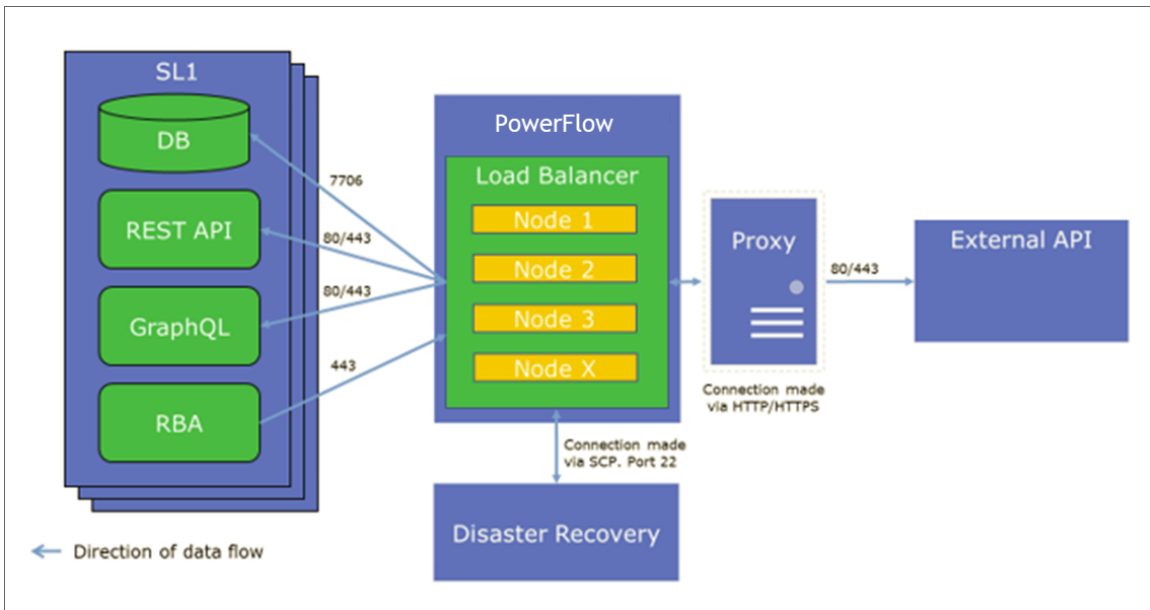 SL1
DB
REST API
GraphQL
RBA
7706
80/443
80/443
443
PowerFlow
Load Balancer
Node 1
Node 2
Node 3
Node X
Proxy
Connection made
via HTTP/HTTPS
80/443
External API
Connection made
via SCP. Port 22
Disaster Recovery
Direction of data flow